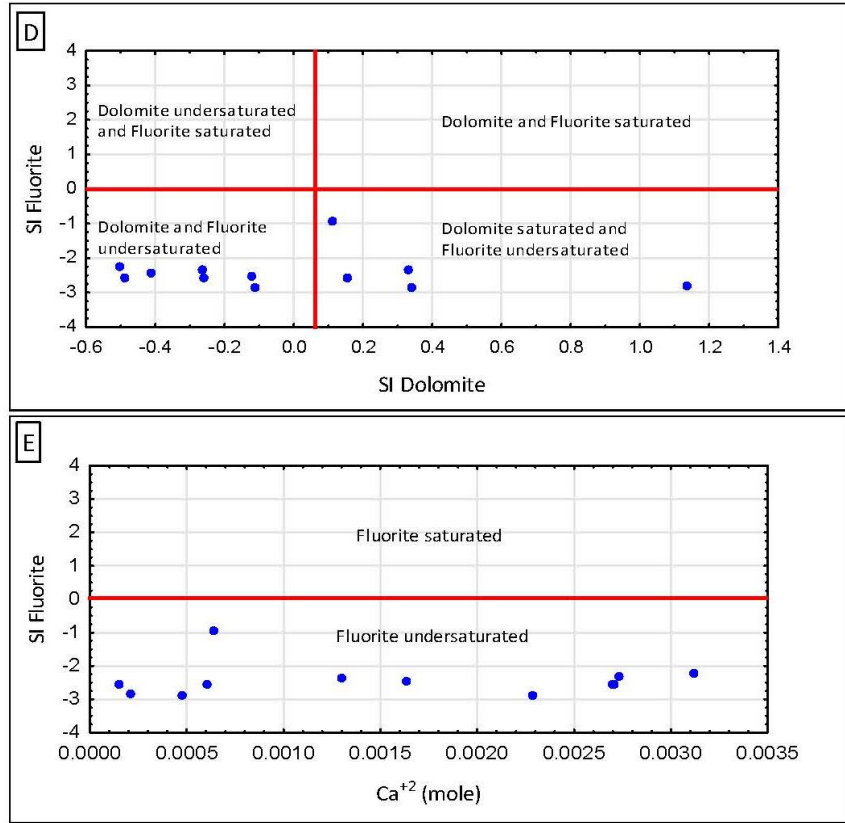 D
4
3
2
1
0
-1
-2
-3
-4
SI Fluorite
Dolomite undersaturated
and Fluorite saturated
Dolomite and Fluorite saturated
Dolomite and Fluorite
undersaturated
Dolomite saturated and
Fluorite undersaturated
-0.6 -0.4 -0.2 0.0 0.2 0.4 0.6 0.8 1.0 1.2 1.4
SI Dolomite
E
4
3
2
1
0
-1
-2
-3
-4
SI Fluorite
Fluorite saturated
Fluorite undersaturated
0.0000 0.0005 0.0010 0.0015 0.0020 0.0025 0.0030 0.0035
Ca+2 (mole)